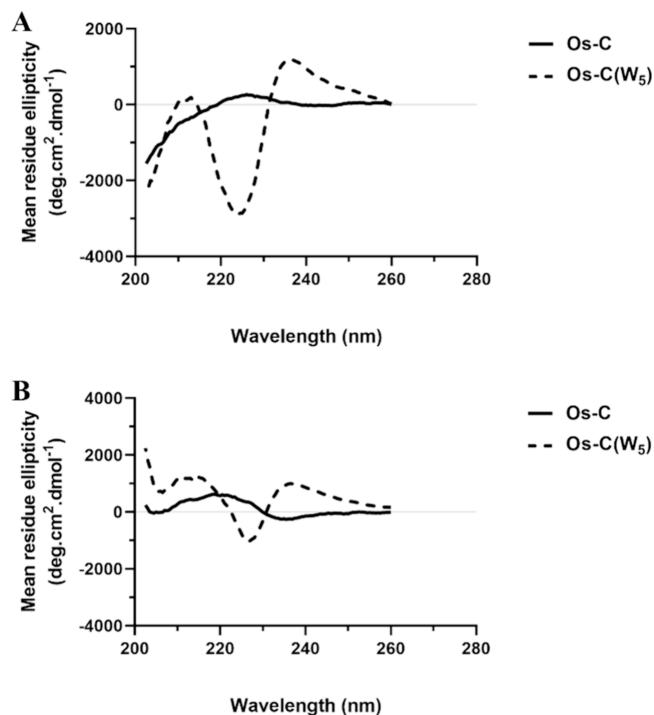 A
2000
0
-2000
-4000
200
220
240
260
280
Mean residue ellipticity
(deg.cm².dmol⁻¹)
Wavelength (nm)
Os-C
Os-C(W₅)
B
4000
2000
0
-2000
-4000
200
220
240
260
280
Mean residue ellipticity
(deg.cm².dmol⁻¹)
Wavelength (nm)
Os-C
Os-C(W₅)